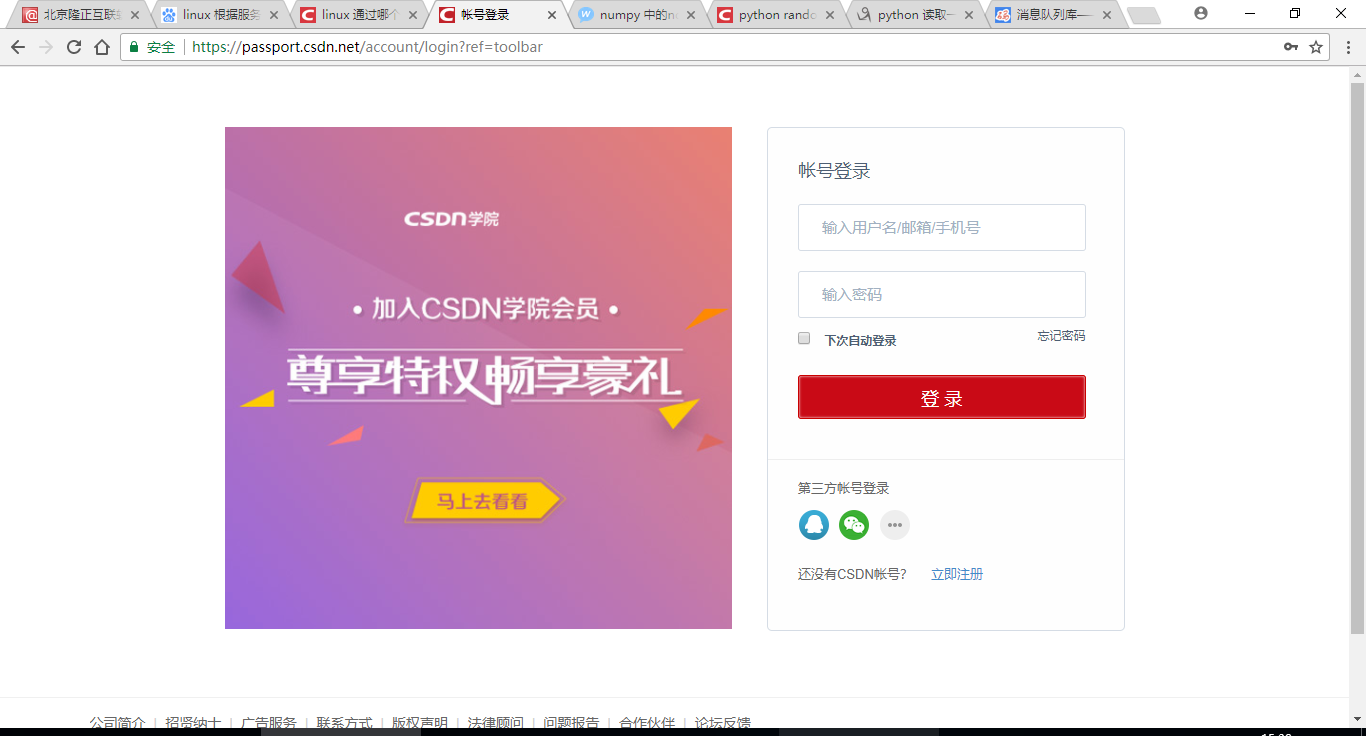 北京隆正互联
linux 根据服务
linux 通过哪个
帐号登录
numpy 中的n
python rando
python 读取一
消息队列库——
安全 https://passport.csdn.net/account/login?ref=toolbar
CSDN学院
• 加入CSDN学院会员 •
尊享特权畅享豪礼
马上去看看
帐号登录
输入用户名/邮箱/手机号
输入密码
下次自动登录 忘记密码
登 录
第三方帐号登录
还没有CSDN帐号? 立即注册
公司简介 | 招贤纳士 | 广告服务 | 联系方式 | 版权声明 | 法律顾问 | 问题报告 | 合作伙伴 | 论坛反馈